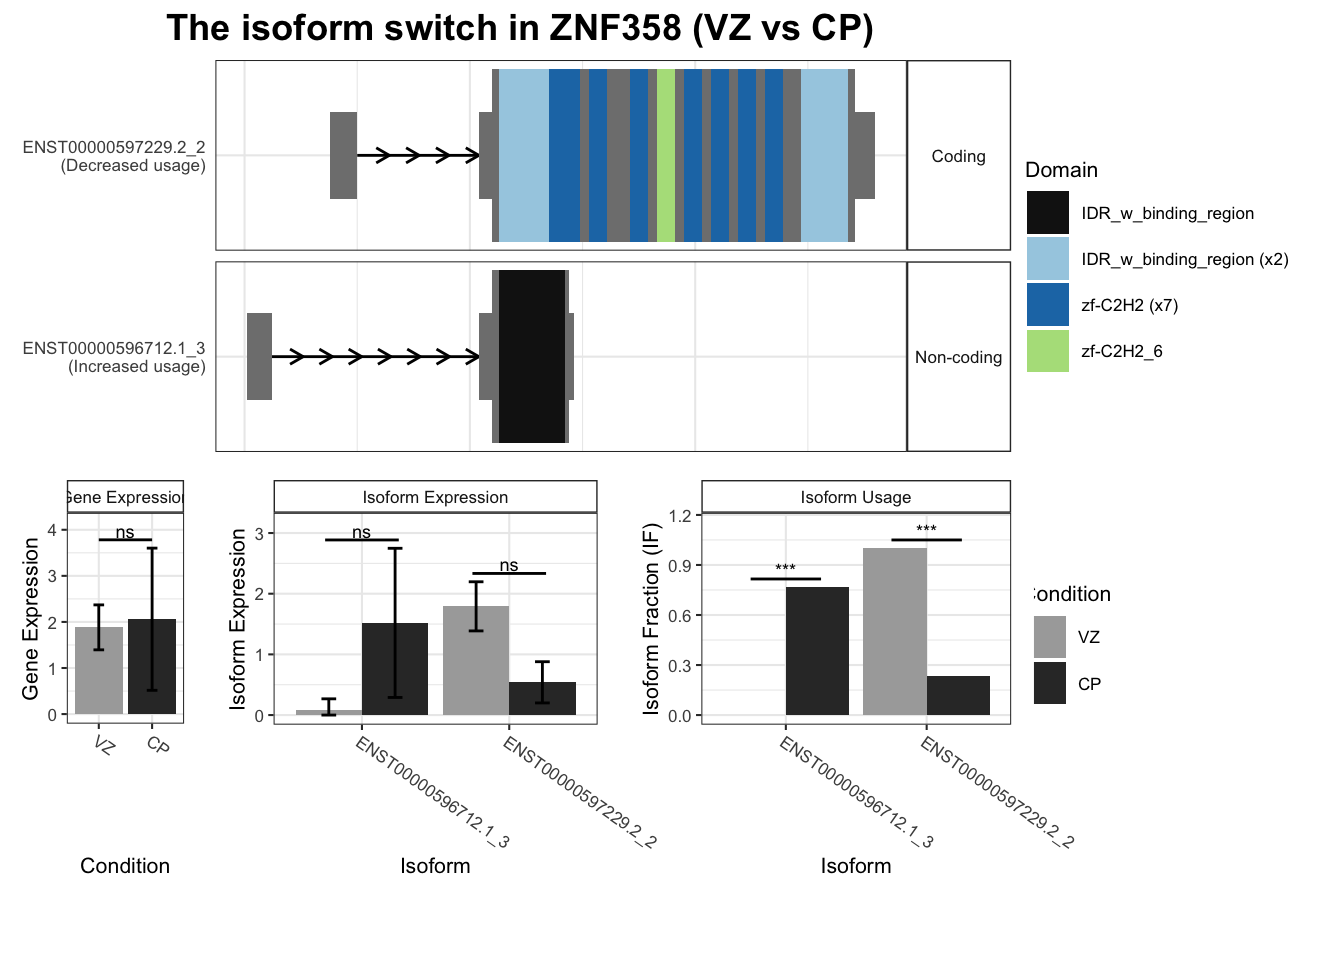 The isoform switch in ZNF358 (VZ vs CP)
ENST00000597229.2_2
(Decreased usage)
Coding
ENST00000596712.1_3
(Increased usage)
Non-coding
Domain
IDR_w_binding_region
IDR_w_binding_region (x2)
zf-C2H2 (x7)
zf-C2H2_6
Gene Expression
Gene Expression
4
3
2
1
0
ns
VZ
CP
Condition
Isoform Expression
Isoform Expression
3
2
1
0
ns
ns
ENST00000596712.1_3
ENST00000597229.2_2
Isoform
Isoform Usage
Isoform Fraction (IF)
1.2
0.9
0.6
0.3
0.0
***
***
ENST00000596712.1_3
ENST00000597229.2_2
Isoform
Condition
VZ
CP